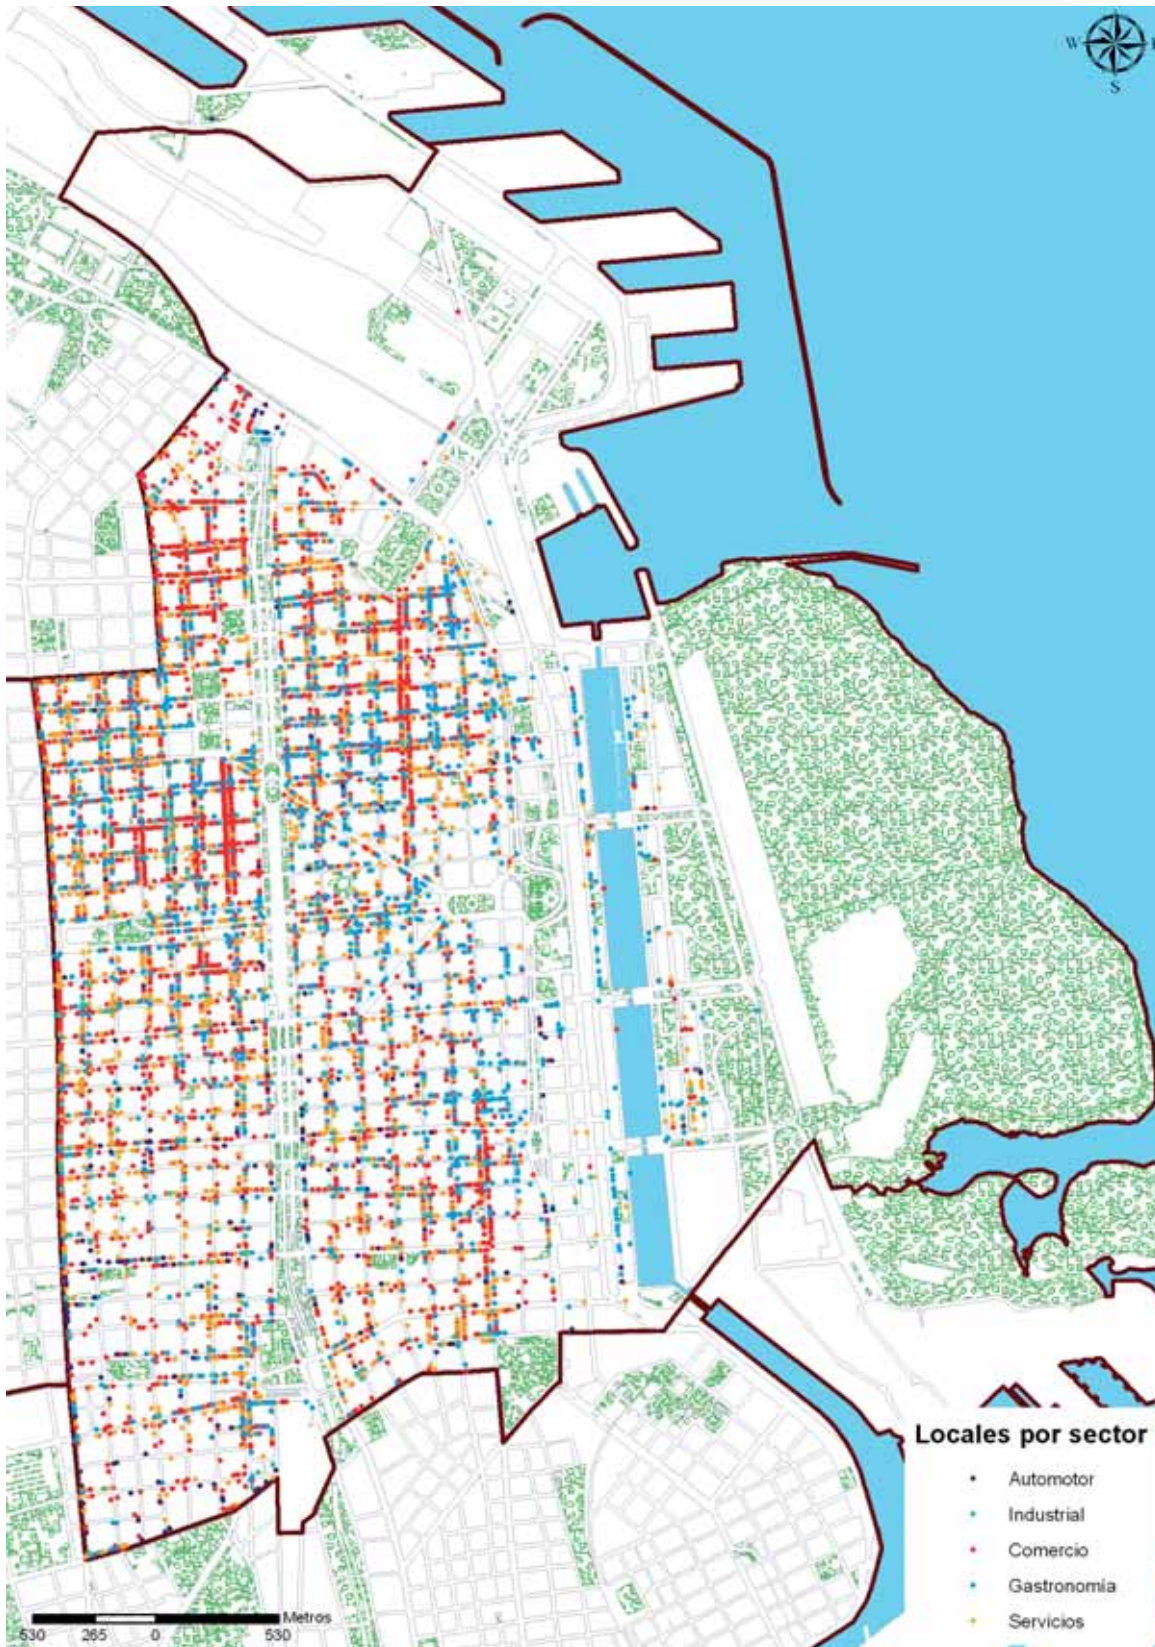 W
S
Locales por sector
Automotor
Industrial
Comercio
Gastronomía
Servicios
Metros
530 265 0 530